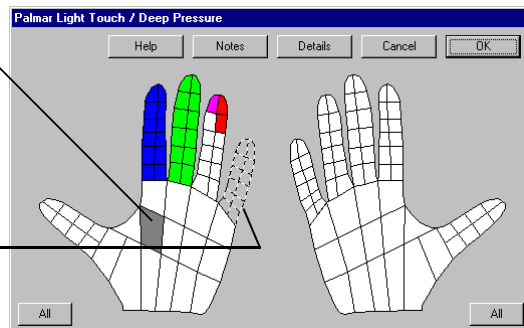 Palmar Light Touch / Deep Pressure
Help Notes Details Cancel OK
All All